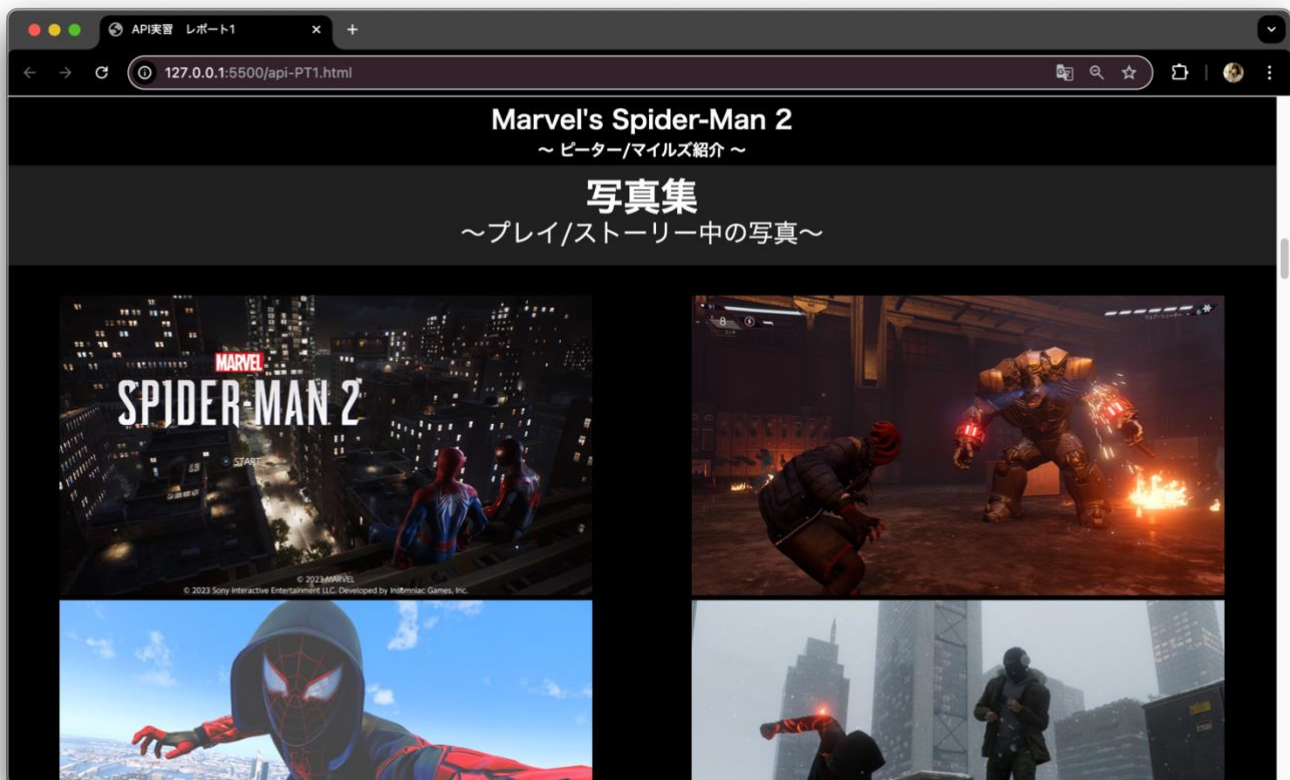 API実習 レポート1
127.0.0.1:5500/api-PT1.html
Marvel's Spider-Man 2
～ ピーター/マイルズ紹介 ～
写真集
～プレイ/ストーリー中の写真～
MARVEL
SPIDER-MAN 2
START
© 2023 MARVEL
© 2023 Sony Interactive Entertainment LLC. Developed by Insomniac Games, Inc.
8